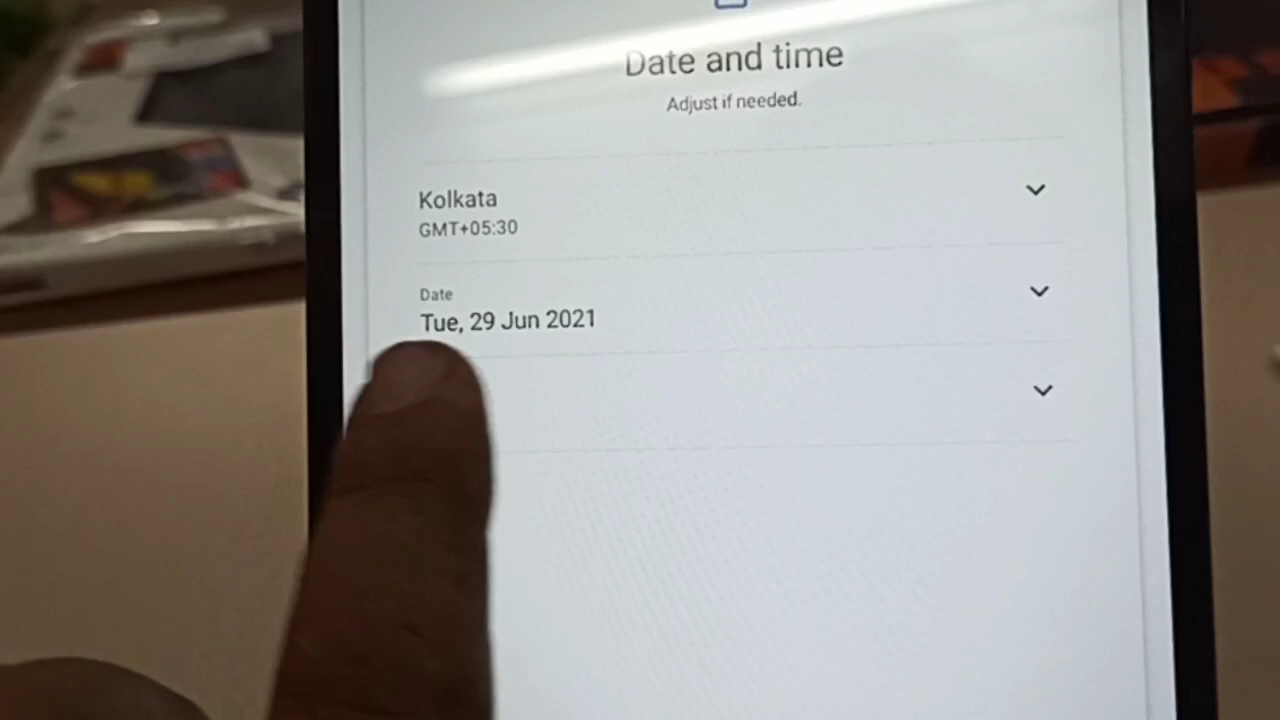 Date and time
Adjust if needed.
Kolkata
GMT+05:30
Date
Tue, 29 Jun 2021